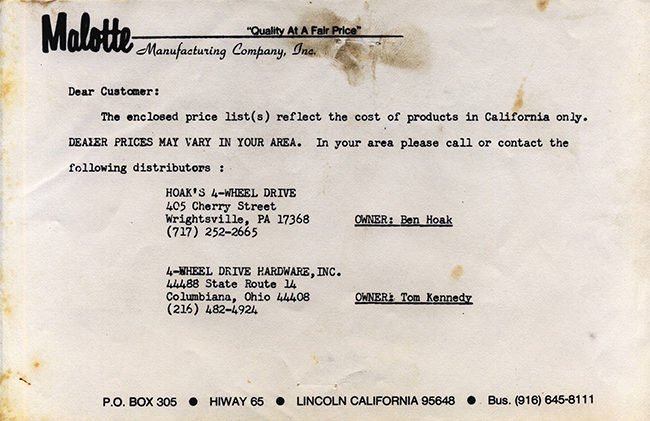 Malotte "Quality At A Fair Price"
Manufacturing Company, Inc.
Dear Customer:
The enclosed price list(s) reflect the cost of products in California only.
DEALER PRICES MAY VARY IN YOUR AREA. In your area please call or contact the
following distributors :
HOAK'S 4-WHEEL DRIVE
405 Cherry Street
Wrightsville, PA 17368 OWNER: Ben Hoak
(717) 252-2665
4-WHEEL DRIVE HARDWARE,INC.
44488 State Route 14
Columbiana, Ohio 44408 OWNER: Tom Kennedy
(216) 482-4924
P.O. BOX 305 ● HIWAY 65 ● LINCOLN CALIFORNIA 95648 ● Bus. (916) 645-8111